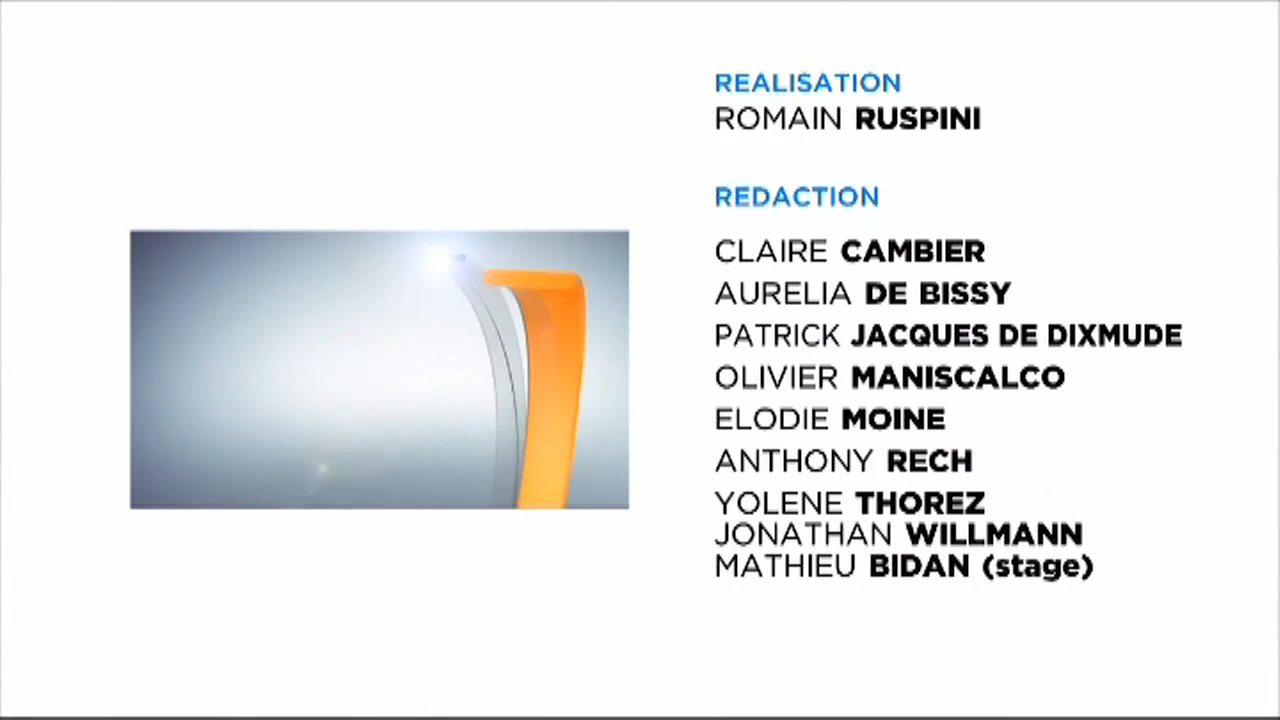 REALISATION
ROMAIN RUSPINI
REDACTION
CLAIRE CAMBIER
AURELIA DE BISSY
PATRICK JACQUES DE DIXMUDE
OLIVIER MANISCALCO
ELODIE MOINE
ANTHONY RECH
YOLENE THOREZ
JONATHAN WILLMANN
MATHIEU BIDAN (stage)